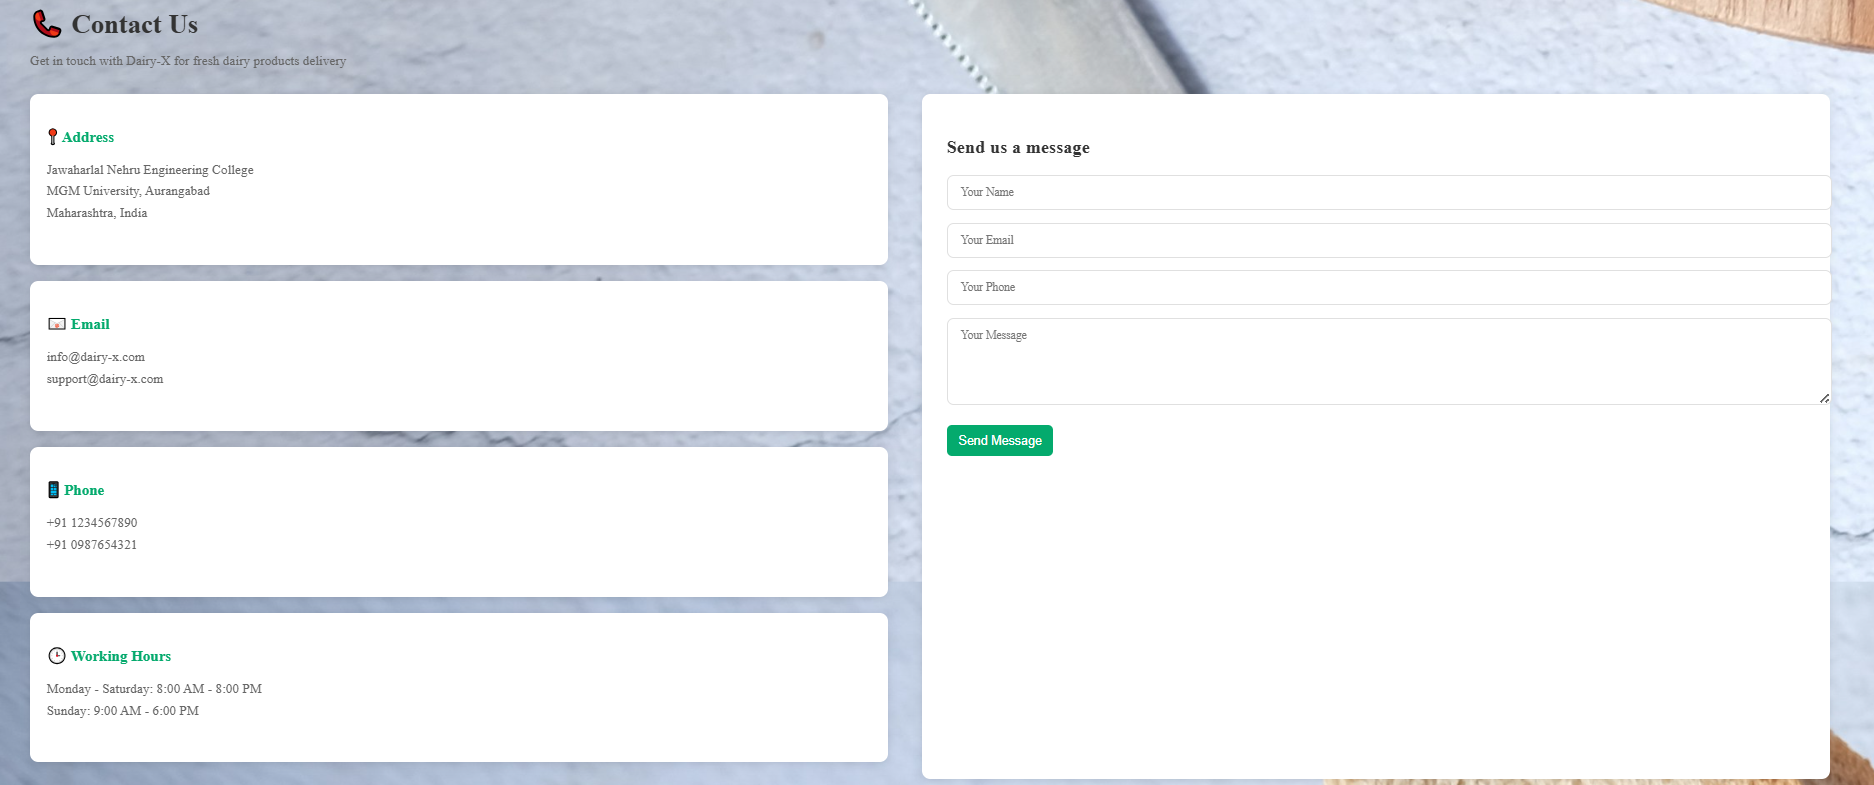 Contact Us
Get in touch with Dairy-X for fresh dairy products delivery
Address
Jawaharlal Nehru Engineering College
MGM University, Aurangabad
Maharashtra, India
Email
info@dairy-x.com
support@dairy-x.com
Phone
+91 1234567890
+91 0987654321
Working Hours
Monday - Saturday: 8:00 AM - 8:00 PM
Sunday: 9:00 AM - 6:00 PM
Send us a message
Your Name
Your Email
Your Phone
Your Message
Send Message